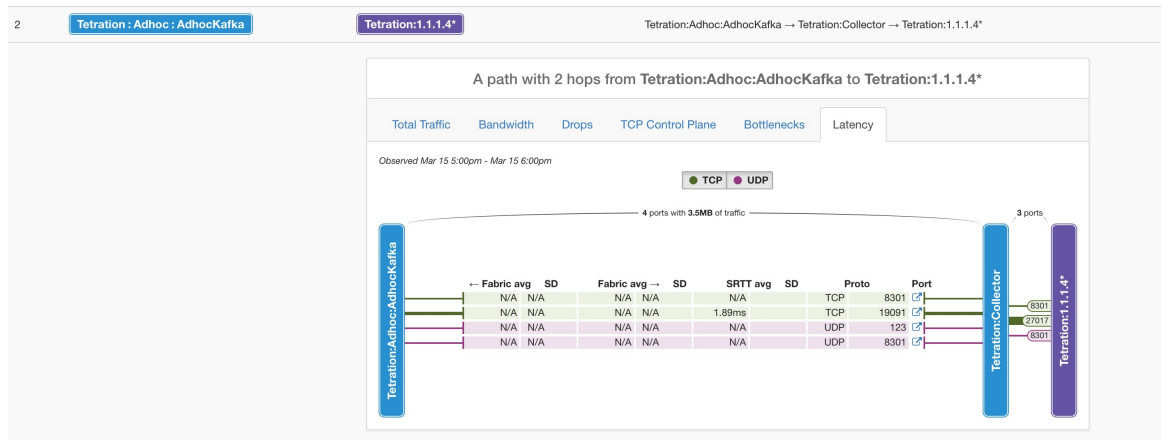 2 Tetration : Adhoc : AdhocKafka Tetration:1.1.1.4* Tetration:Adhoc:AdhocKafka → Tetration:Collector → Tetration:1.1.1.4*
A path with 2 hops from Tetration:Adhoc:AdhocKafka to Tetration:1.1.1.4*
Total Traffic Bandwidth Drops TCP Control Plane Bottlenecks Latency
Observed Mar 15 5:00pm - Mar 15 6:00pm
TCP UDP
4 ports with 3.5MB of traffic
3 ports
Tetration:Adhoc:AdhocKafka
← Fabric avg SD Fabric avg → SD SRTT avg SD Proto Port
N/A N/A N/A N/A N/A TCP 8301
N/A N/A N/A N/A 1.89ms TCP 19091
N/A N/A N/A N/A N/A UDP 123
N/A N/A N/A N/A N/A UDP 8301
Tetration:Collector
8301
27017
8301
Tetration:1.1.1.4*